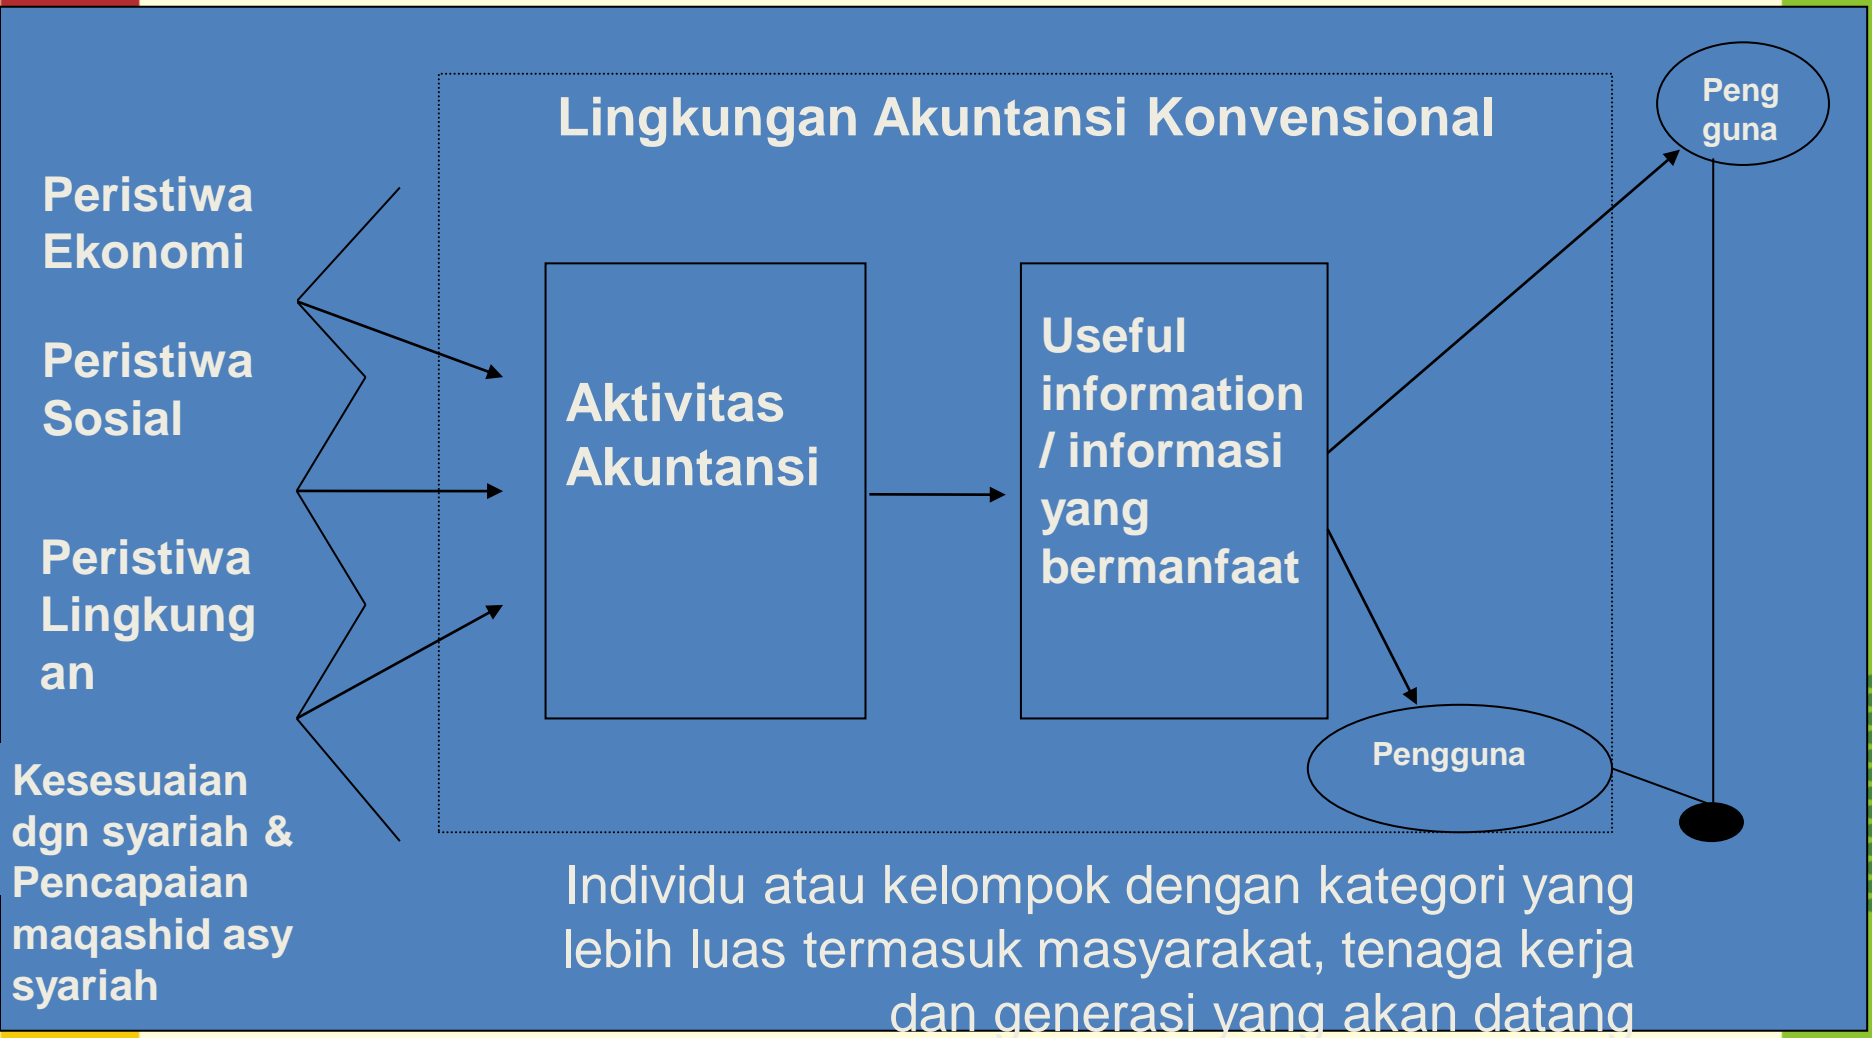 Lingkungan Akuntansi Konvensional
Peristiwa
Ekonomi
Peristiwa
Sosial
Peristiwa
Lingkung
an
Kesesuaian
dgn syariah &
Pencapaian
maqashid asy
syariah
Aktivitas
Akuntansi
Useful
information
/ informasi
yang
bermanfaat
Peng
guna
Pengguna
Individu atau kelompok dengan kategori yang
lebih luas termasuk masyarakat, tenaga kerja
dan generasi yang akan datang